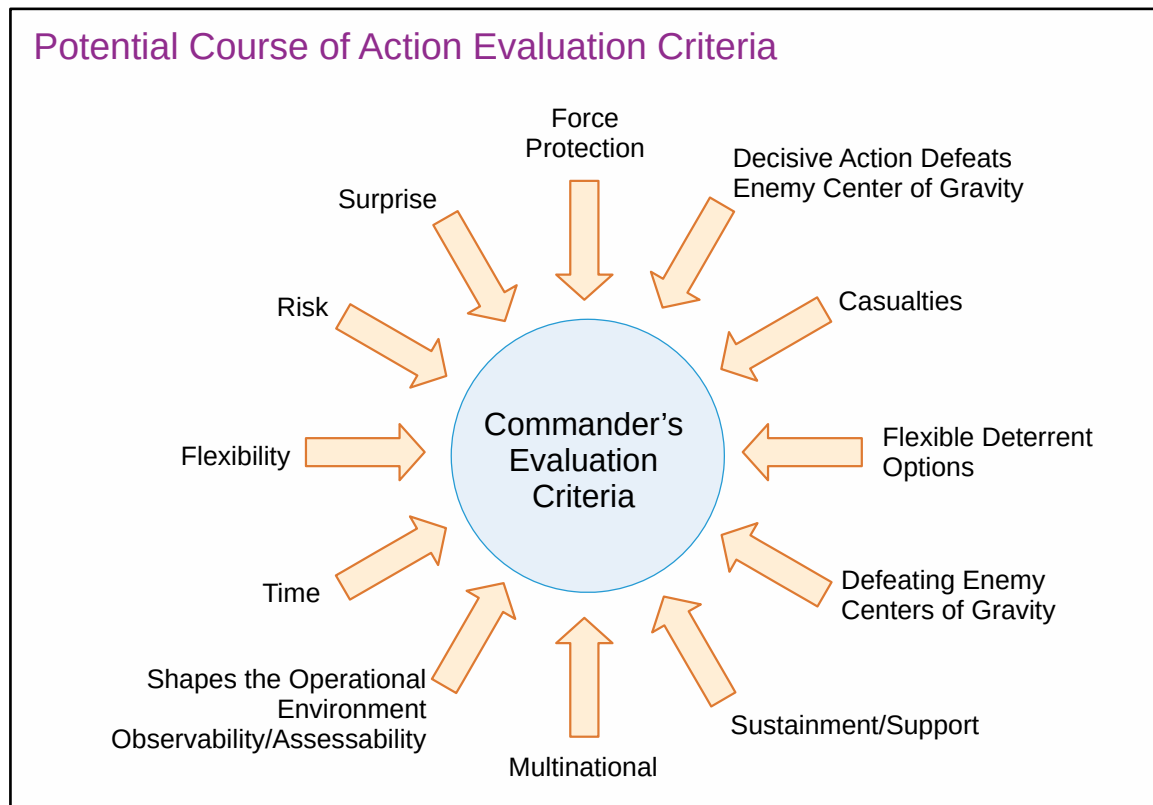 Potential Course of Action Evaluation Criteria
Force
Protection
Decisive Action Defeats
Enemy Center of Gravity
Surprise
Casualties
Risk
Commander’s
Evaluation
Criteria
Flexible Deterrent
Options
Flexibility
Defeating Enemy
Centers of Gravity
Time
Shapes the Operational
Environment
Observability/Assessability
Sustainment/Support
Multinational